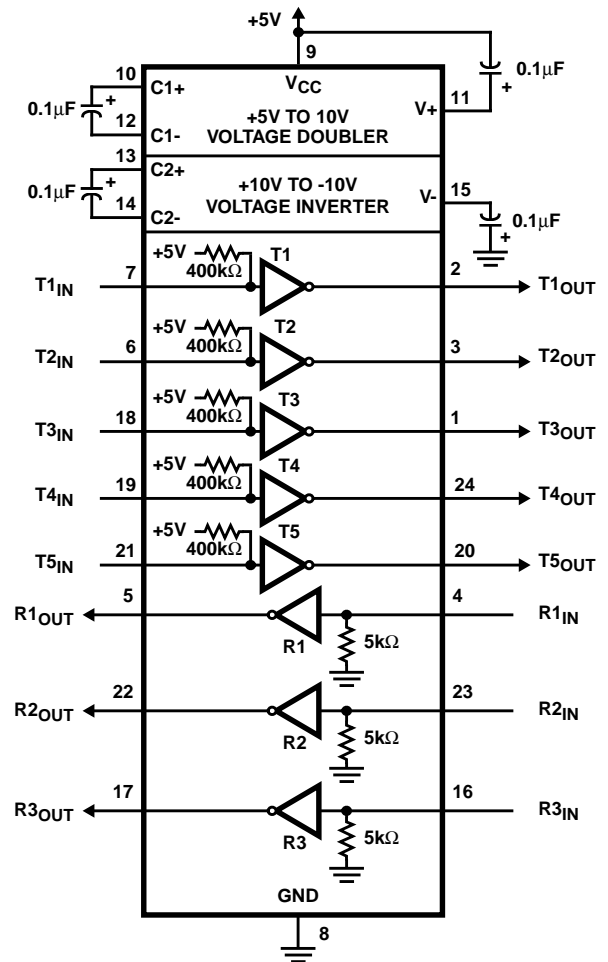 +5V
9
10
C1+
0.1μF
+
12
C1-
VCC
+5V TO 10V
VOLTAGE DOUBLER
V+
11
0.1μF
+
13
C2+
0.1μF
+
14
C2-
+10V TO -10V
VOLTAGE INVERTER
V-
15
0.1μF
+
T1IN
7
+5V
400kΩ
T1
2
T1OUT
T2IN
6
+5V
400kΩ
T2
3
T2OUT
T3IN
18
+5V
400kΩ
T3
1
T3OUT
T4IN
19
+5V
400kΩ
T4
24
T4OUT
T5IN
21
+5V
400kΩ
T5
20
T5OUT
R1OUT
5
R1
5kΩ
4
R1IN
R2OUT
22
R2
5kΩ
23
R2IN
R3OUT
17
R3
5kΩ
16
R3IN
GND
8